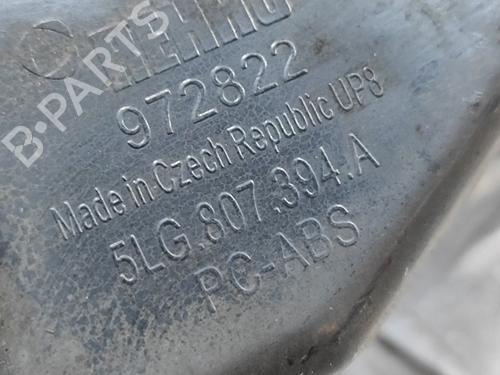 972822
Made in Czech Republic UP8
5LG.807.394.A
PC-ABS
B-PARTS